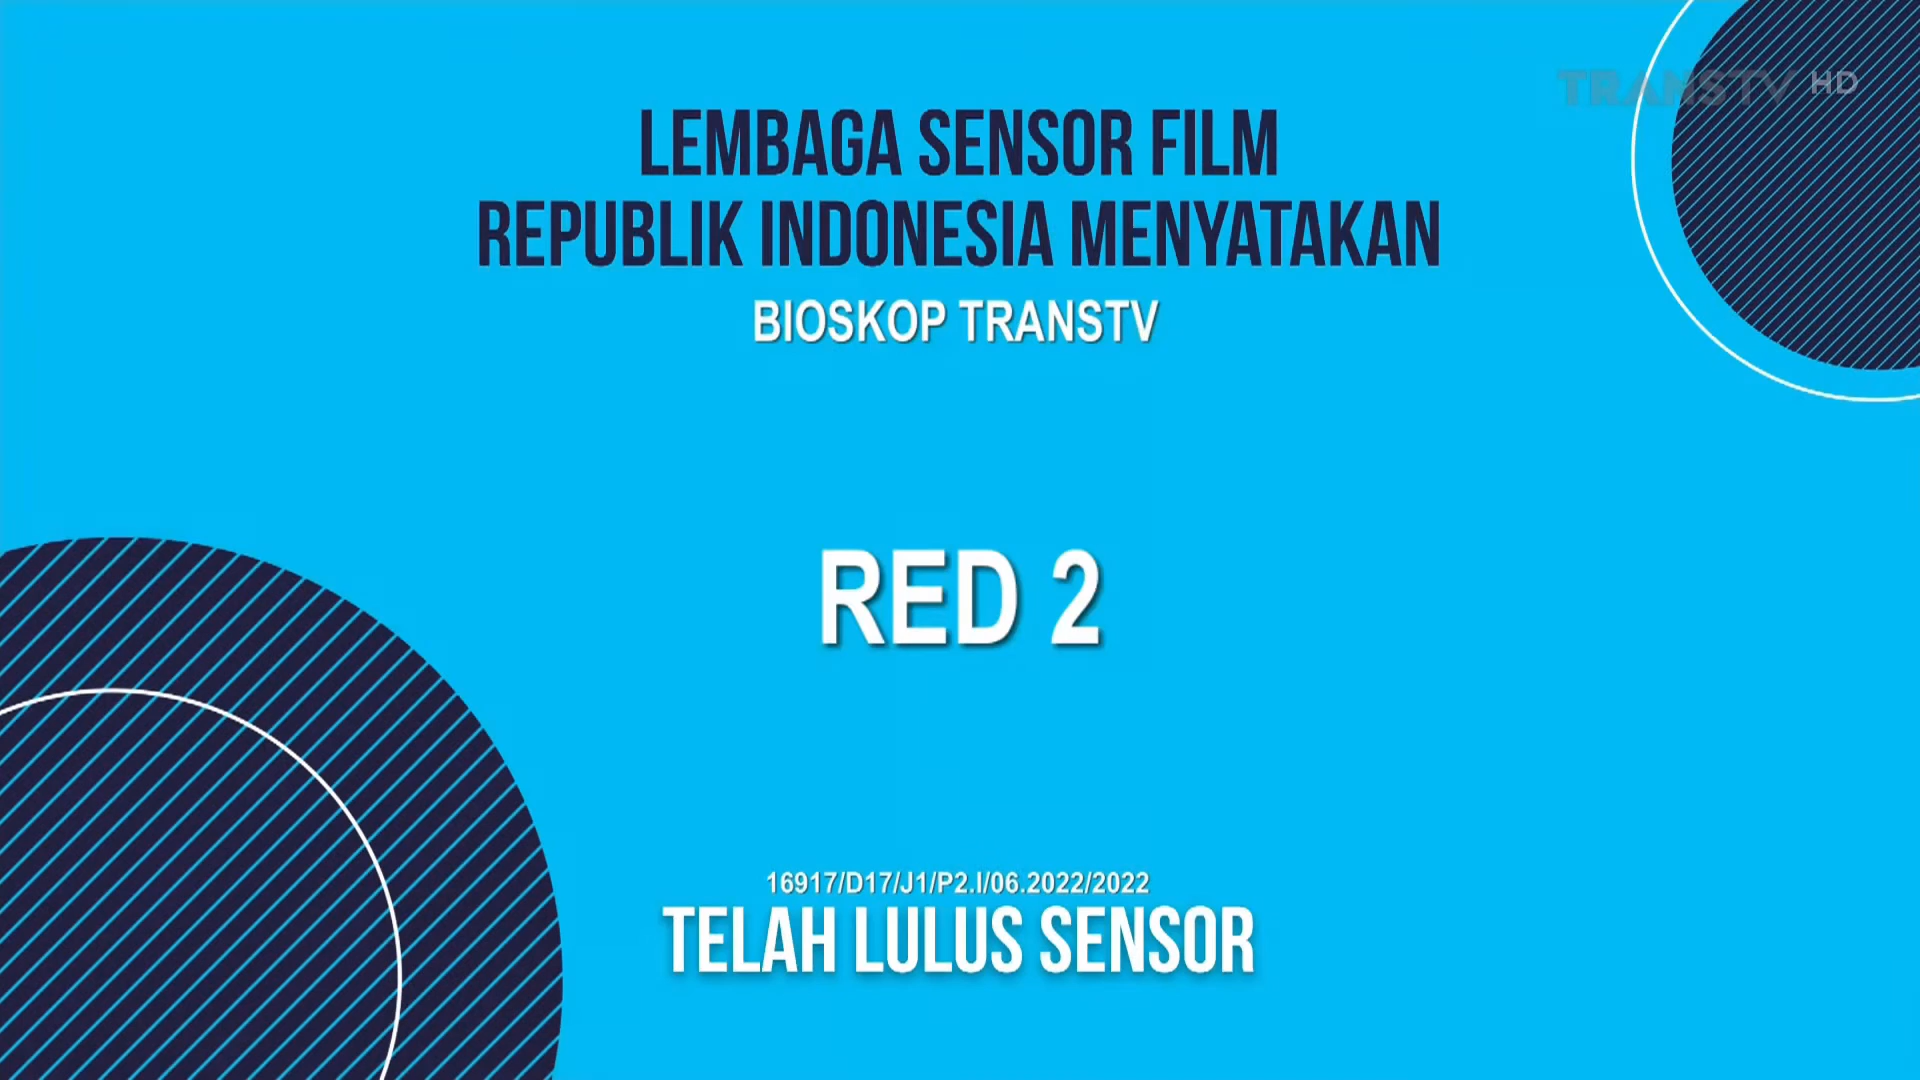 TRANSTV HD
LEMBAGA SENSOR FILM
REPUBLIK INDONESIA MENYATAKAN
BIOSKOP TRANSTV
RED 2
16917/D17/J1/P2.I/06.2022/2022
TELAH LULUS SENSOR